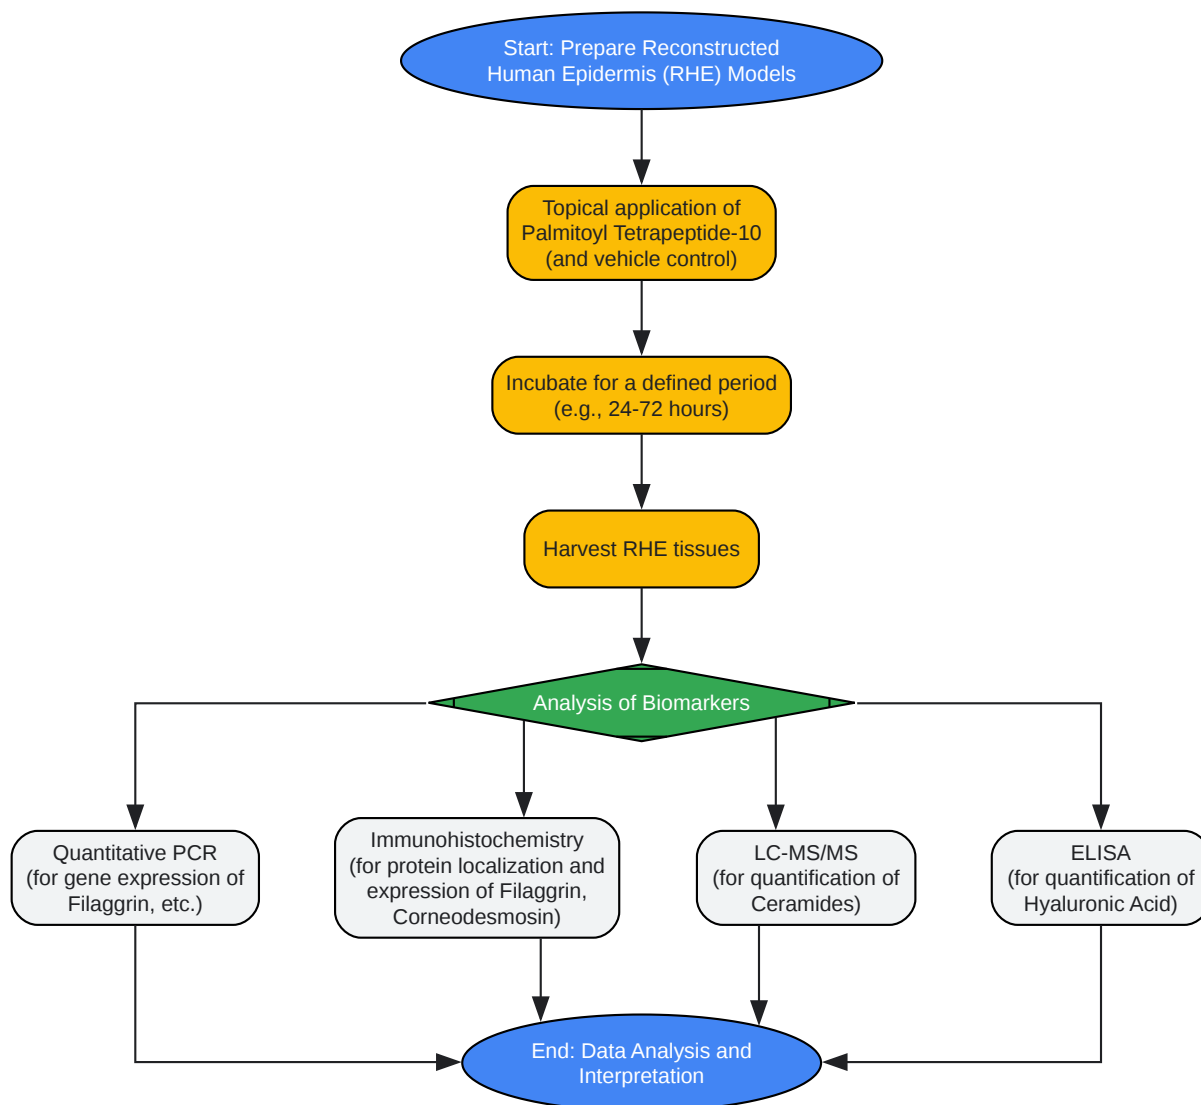 Start: Prepare Reconstructed
Human Epidermis (RHE) Models
Topical application of
Palmitoyl Tetrapeptide-10
(and vehicle control)
Incubate for a defined period
(e.g., 24-72 hours)
Harvest RHE tissues
Analysis of Biomarkers
Quantitative PCR
(for gene expression of
Filaggrin, etc.)
Immunohistochemistry
(for protein localization and
expression of Filaggrin,
Corneodesmosin)
LC-MS/MS
(for quantification of
Ceramides)
ELISA
(for quantification of
Hyaluronic Acid)
End: Data Analysis and
Interpretation